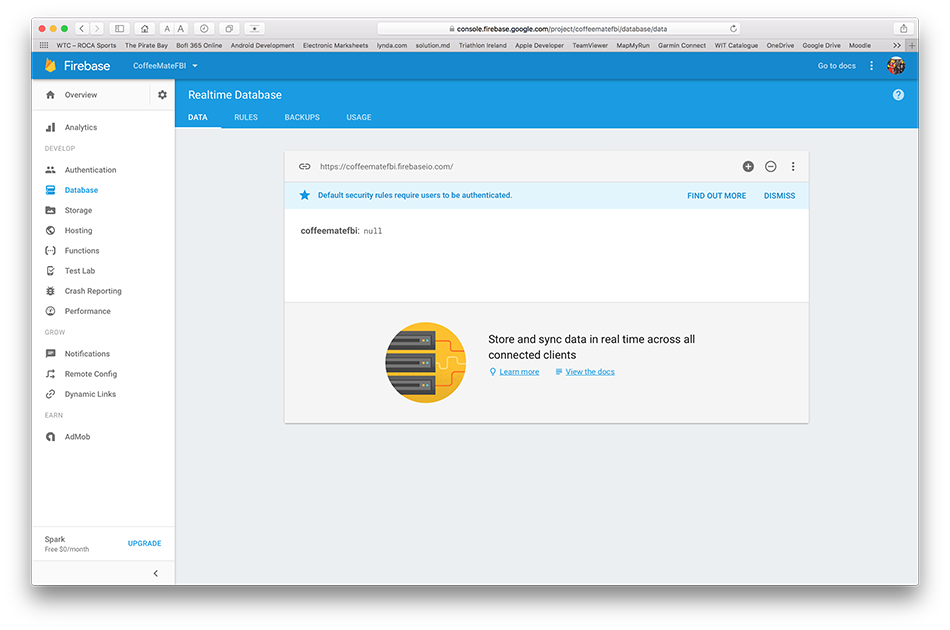 A A
console.firebase.google.com/project/coffeematefbi/database/data
WTC – ROCA Sports The Pirate Bay Bofi 365 Online Android Development Electronic Marksheets lynda.com solution.md Triathlon Ireland Apple Developer TeamViewer MapMyRun Garmin Connect WIT Catalogue OneDrive Google Drive Moodle >> +
Firebase CoffeeMateFBI Go to docs
Overview
Realtime Database ?
DATA RULES BACKUPS USAGE
Analytics
DEVELOP
Authentication
Database
Storage
Hosting
Functions
Test Lab
Crash Reporting
Performance
GROW
Notifications
Remote Config
Dynamic Links
EARN
AdMob
Spark
Free $0/month
UPGRADE
https://coffeematefbi.firebaseio.com/
Default security rules require users to be authenticated. FIND OUT MORE DISMISS
coffeematefbi: null
Store and sync data in real time across all
connected clients
Learn more View the docs